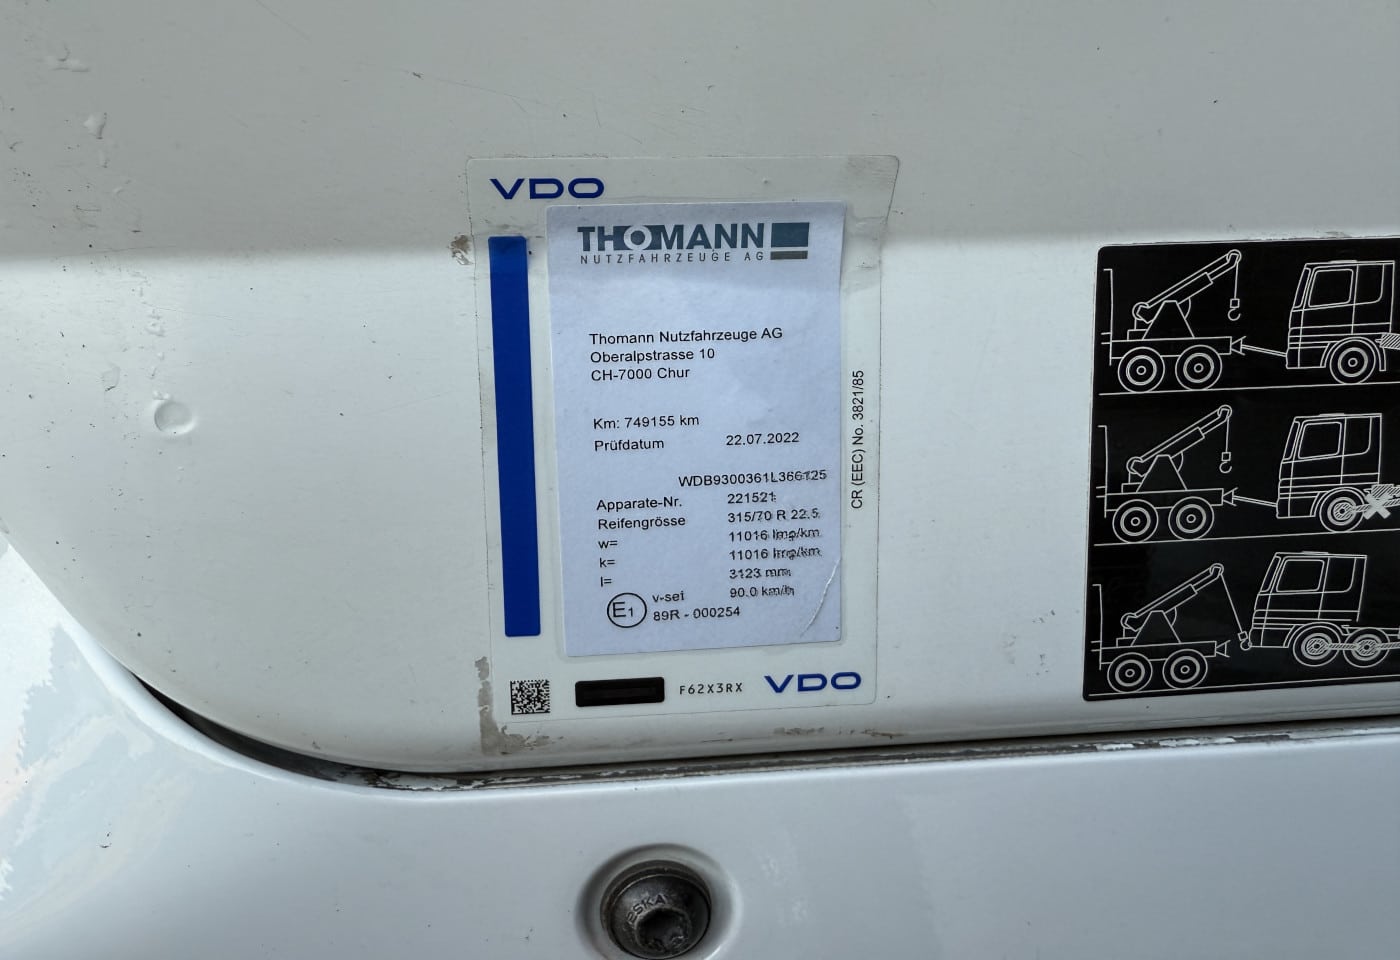 VDO
THOMANN
NUTZFAHRZEUGE AG
Thomann Nutzfahrzeuge AG
Oberalpstrasse 10
CH-7000 Chur
Km: 749155 km
Prüfdatum 22.07.2022
WDB9300361L366125
Apparate-Nr. 221521
Reifengrösse 315/70 R 22.5
w= 11016 Imp/km
k= 11016 Imp/km
l= 3123 mm
v-set 90.0 km/h
E1 89R - 000254
CR (EEC) No. 3821/85
F62X3RX VDO